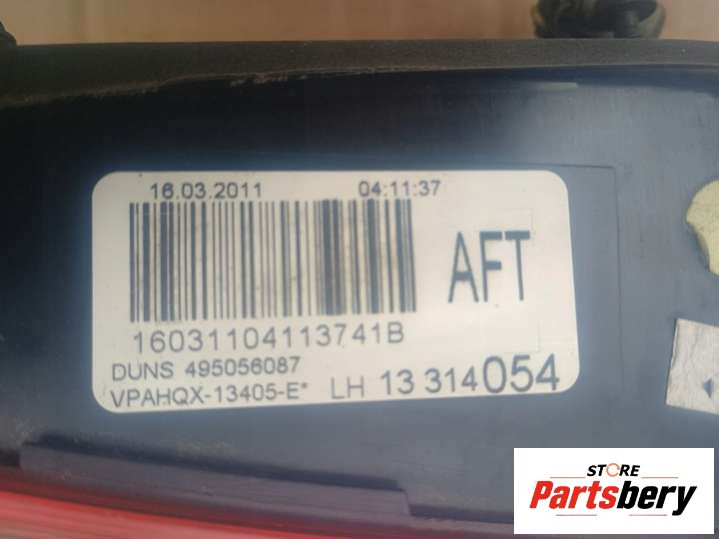 16.03.2011 04:11:37
AFT
16031104113741B
DUNS 495056087
VPAHQX-13405-E* LH 13 314054
STORE
Partsbery